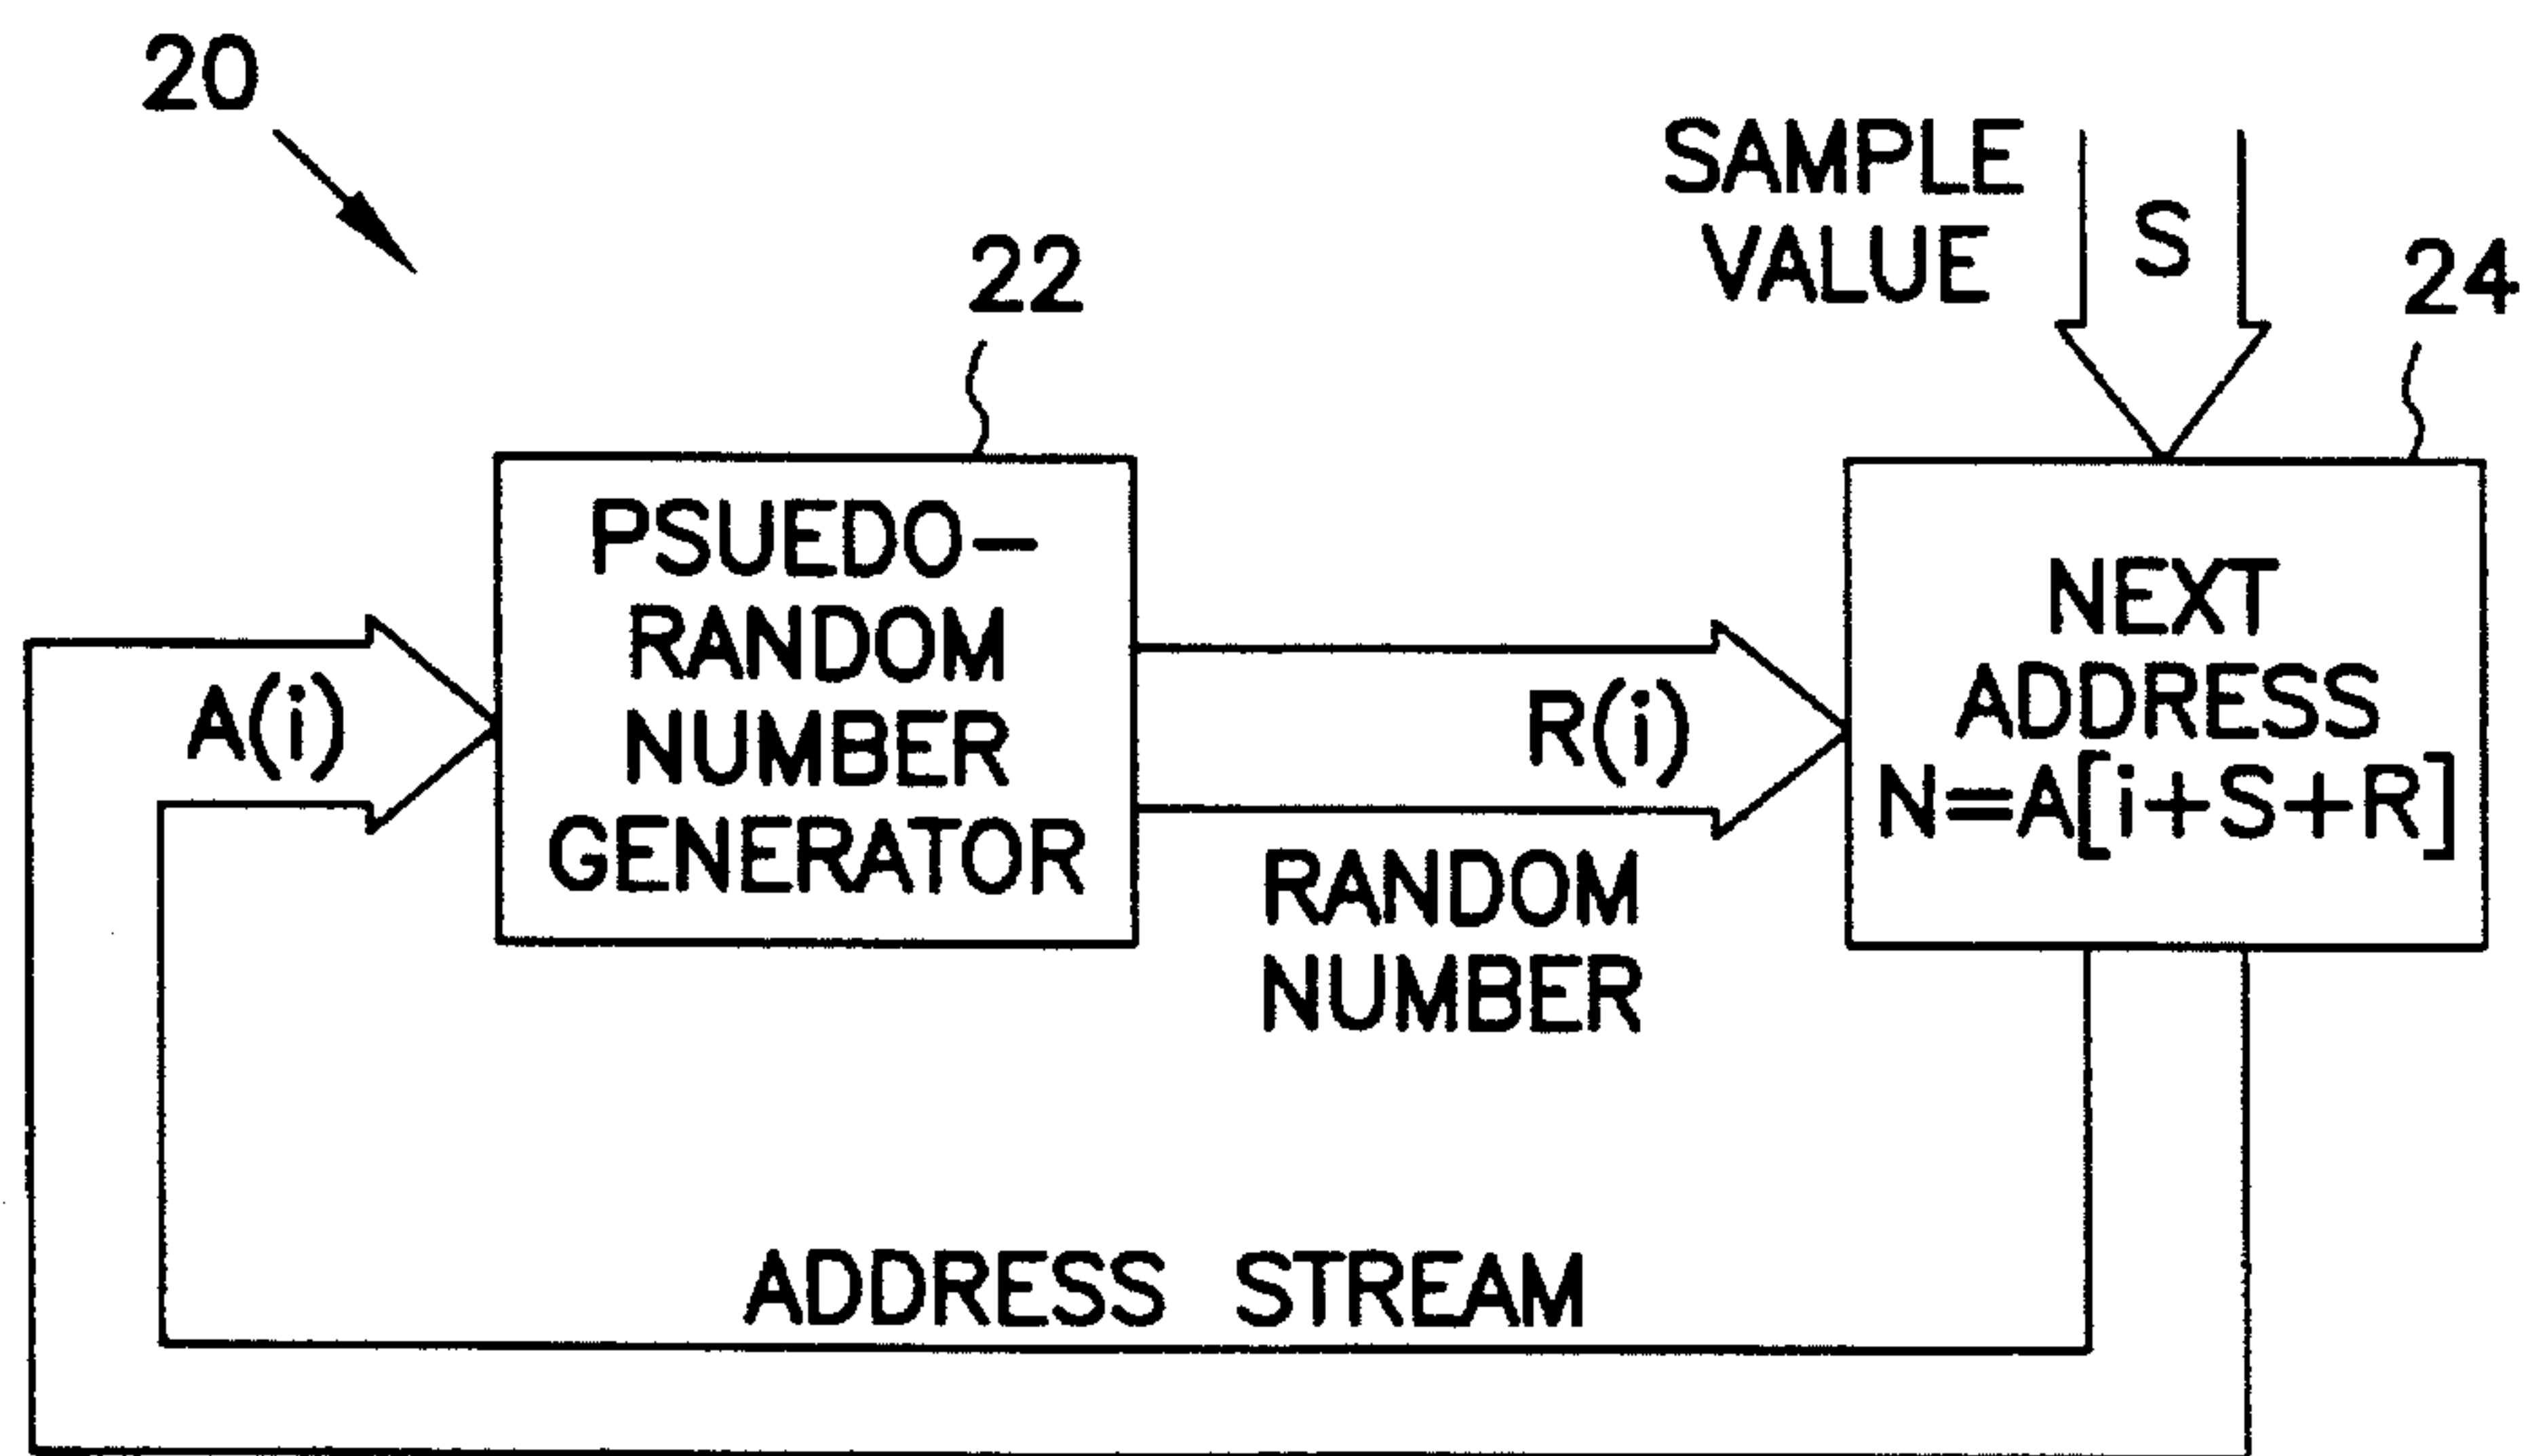 20
SAMPLE
VALUE
S
22
24
PSUEDO-
RANDOM
NUMBER
GENERATOR
A(i)
R(i)
RANDOM
NUMBER
NEXT
ADDRESS
N=A[i+S+R]
ADDRESS STREAM